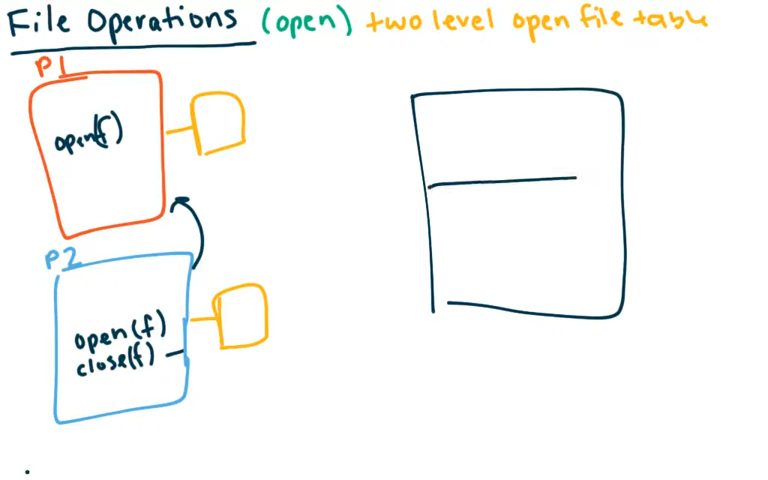 File Operations (open) two level open file table
P1
open(f)
P2
open(f)
close(f)